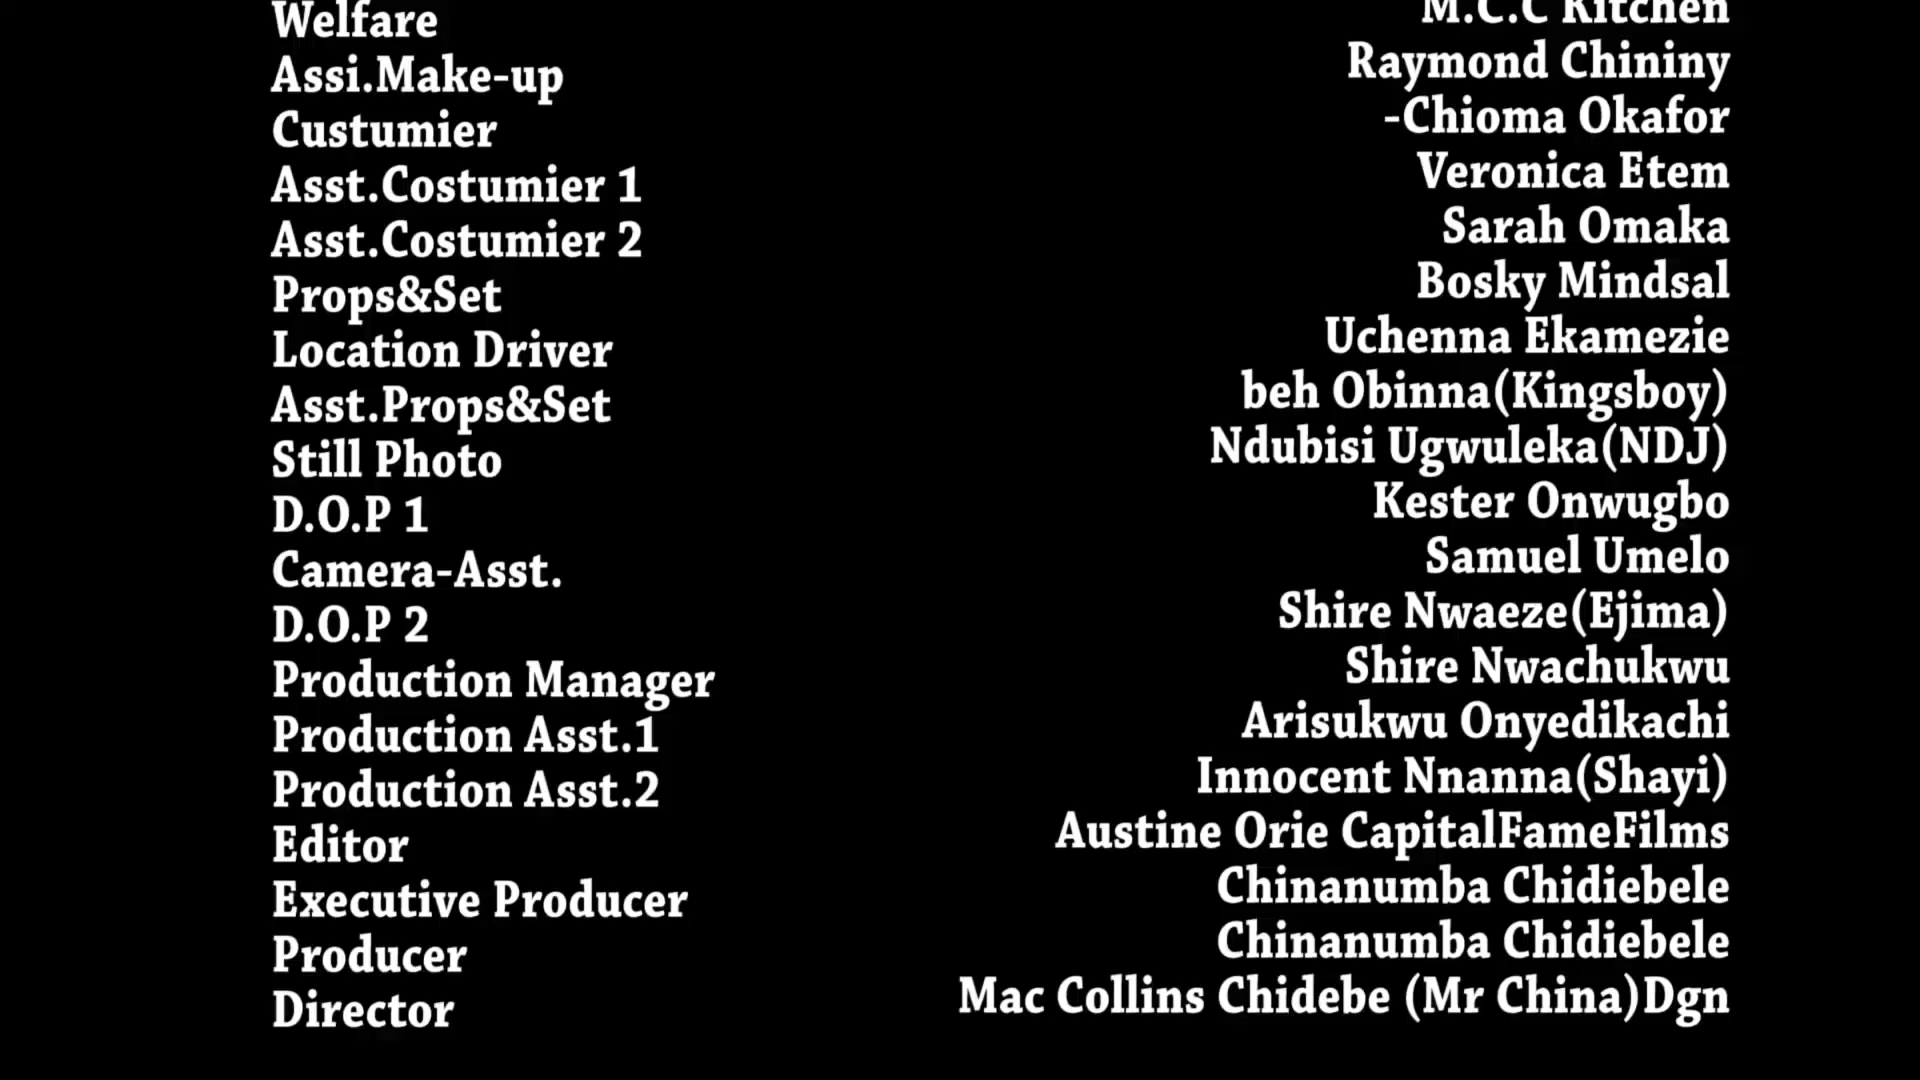 Welfare M.C.C Kitchen
Assi.Make-up Raymond Chininy
Custumier -Chioma Okafor
Asst.Costumier 1 Veronica Etem
Asst.Costumier 2 Sarah Omaka
Props&Set Bosky Mindsal
Location Driver Uchenna Ekamezie
Asst.Props&Set beh Obinna(Kingsboy)
Still Photo Ndubisi Ugwuleka(NDJ)
D.O.P 1 Kester Onwugbo
Camera-Asst. Samuel Umelo
D.O.P 2 Shire Nwaeze(Ejima)
Production Manager Shire Nwachukwu
Production Asst.1 Arisukwu Onyedikachi
Production Asst.2 Innocent Nnanna(Shayi)
Editor Austine Orie CapitalFameFilms
Executive Producer Chinanumba Chidiebele
Producer Chinanumba Chidiebele
Director Mac Collins Chidebe (Mr China)Dgn